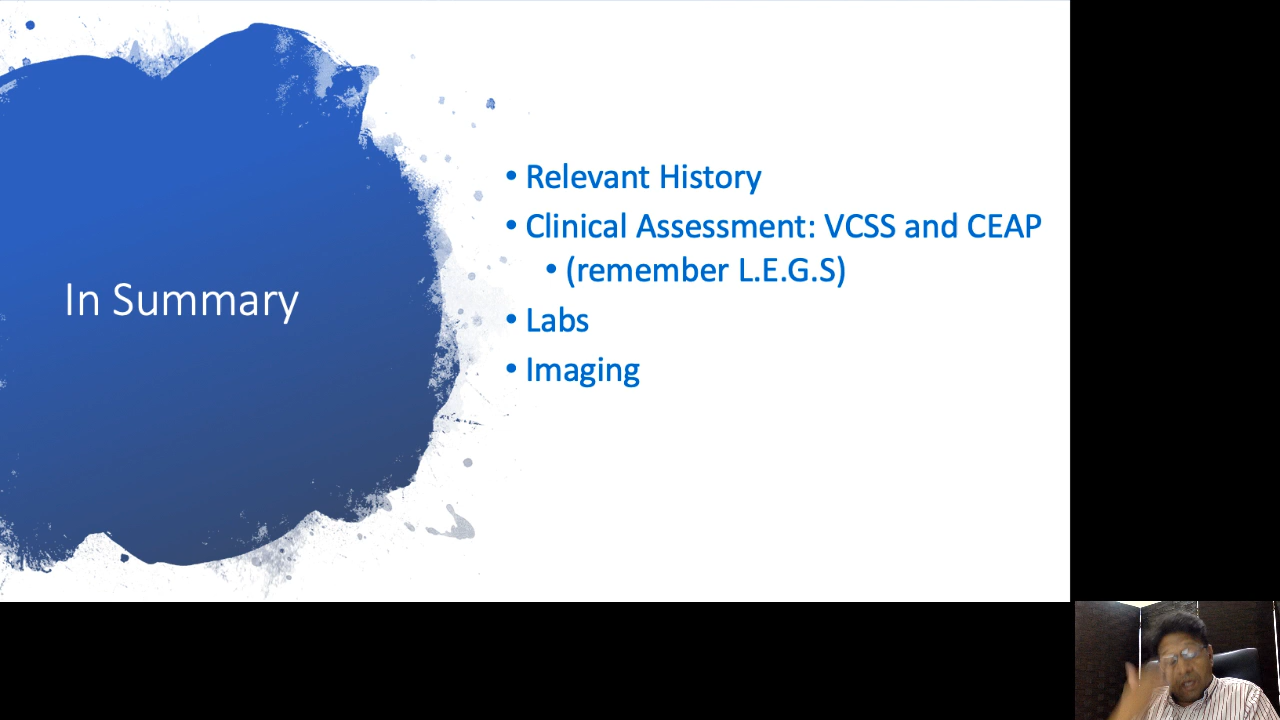 In Summary
• Relevant History
• Clinical Assessment: VCSS and CEAP
• (remember L.E.G.S)
• Labs
• Imaging